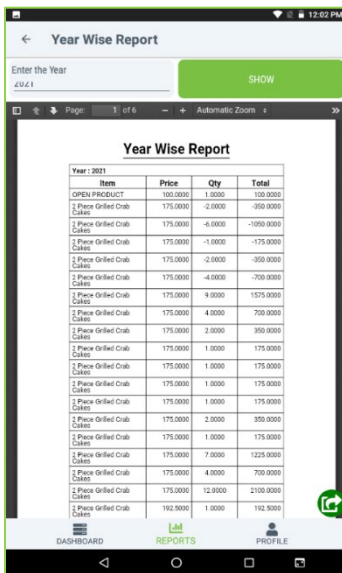 12:02 PM
Year Wise Report
Enter the Year
2021
SHOW
Page: 1 of 6 − + Automatic Zoom
Year Wise Report
Year : 2021
Item Price Qty Total
OPEN PRODUCT 100.0000 1.0000 100.0000
2 Piece Grilled Crab Cakes 175.0000 -2.0000 -350.0000
2 Piece Grilled Crab Cakes 175.0000 -6.0000 -1050.0000
2 Piece Grilled Crab Cakes 175.0000 -1.0000 -175.0000
2 Piece Grilled Crab Cakes 175.0000 -2.0000 -350.0000
2 Piece Grilled Crab Cakes 175.0000 -4.0000 -700.0000
2 Piece Grilled Crab Cakes 175.0000 9.0000 1575.0000
2 Piece Grilled Crab Cakes 175.0000 4.0000 700.0000
2 Piece Grilled Crab Cakes 175.0000 2.0000 350.0000
2 Piece Grilled Crab Cakes 175.0000 1.0000 175.0000
2 Piece Grilled Crab Cakes 175.0000 1.0000 175.0000
2 Piece Grilled Crab Cakes 175.0000 1.0000 175.0000
2 Piece Grilled Crab Cakes 175.0000 1.0000 175.0000
2 Piece Grilled Crab Cakes 175.0000 2.0000 350.0000
2 Piece Grilled Crab Cakes 175.0000 1.0000 175.0000
2 Piece Grilled Crab Cakes 175.0000 7.0000 1225.0000
2 Piece Grilled Crab Cakes 175.0000 4.0000 700.0000
2 Piece Grilled Crab Cakes 175.0000 12.0000 2100.0000
2 Piece Grilled Crab Cakes 192.5000 1.0000 192.5000
DASHBOARD REPORTS PROFILE